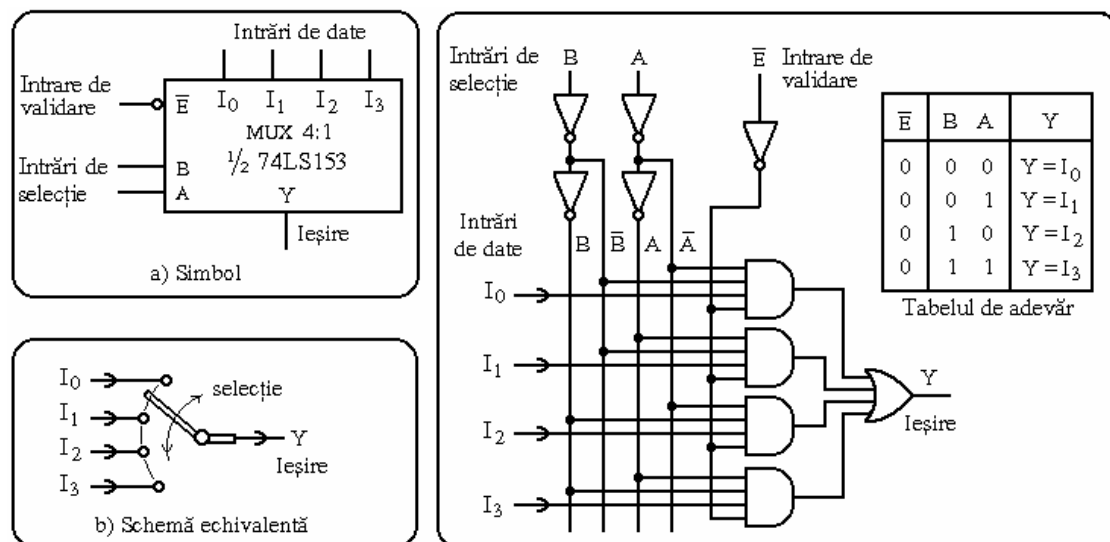 Intrări de date
Intrare de
validare
E̅ I₀ I₁ I₂ I₃
MUX 4:1
½ 74LS153
Intrări de
selecție
B
A
Y
Ieșire
a) Simbol
I₀
I₁
I₂
I₃
selecție
Y
Ieșire
b) Schemă echivalentă
Intrări de
selecție
B A E̅
Intrare de
validare
Intrări
de date
B B̅ A A̅
I₀
I₁
I₂
I₃
Y
Ieșire
E̅ B A Y
0 0 0 Y = I₀
0 0 1 Y = I₁
0 1 0 Y = I₂
0 1 1 Y = I₃
Tabelul de adevăr